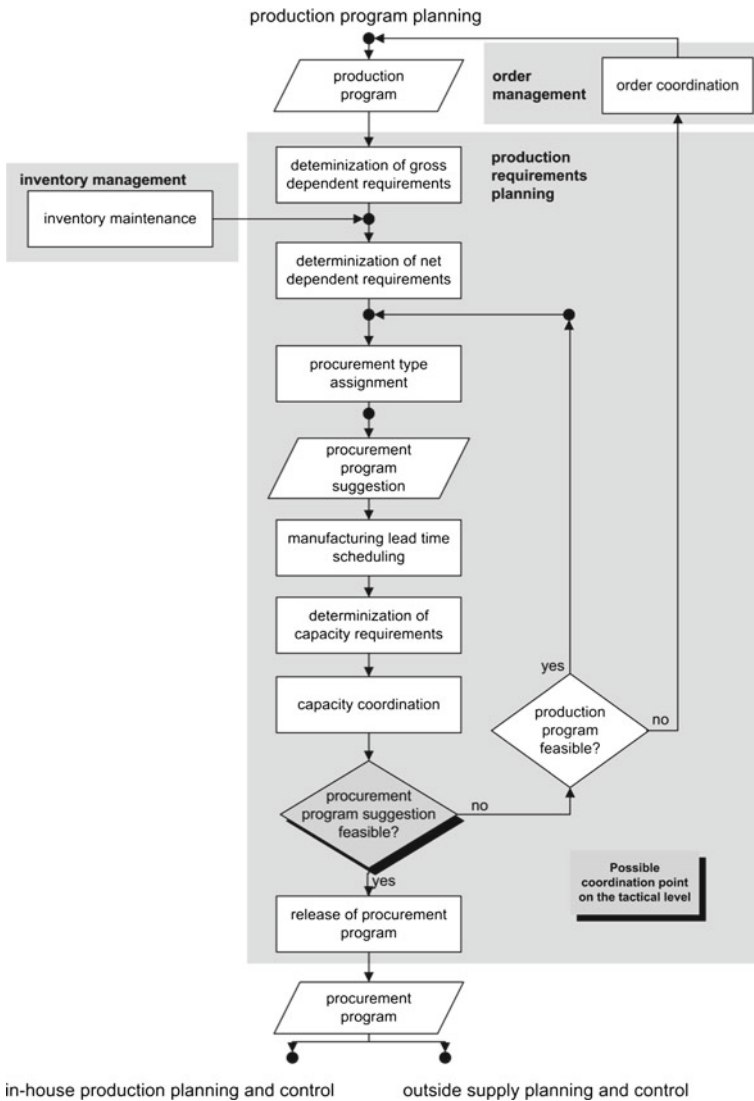 production program planning
production
program
order
management
order coordination
deteminization of gross
dependent requirements
production
requirements
planning
inventory management
inventory maintenance
determinization of net
dependent requirements
procurement type
assignment
procurement
program
suggestion
manufacturing lead time
scheduling
determinization of
capacity requirements
yes
capacity coordination
production
program
feasible?
no
procurement
program suggestion
feasible?
no
yes
Possible
coordination point
on the tactical level
release of procurement
program
procurement
program
in-house production planning and control
outside supply planning and control